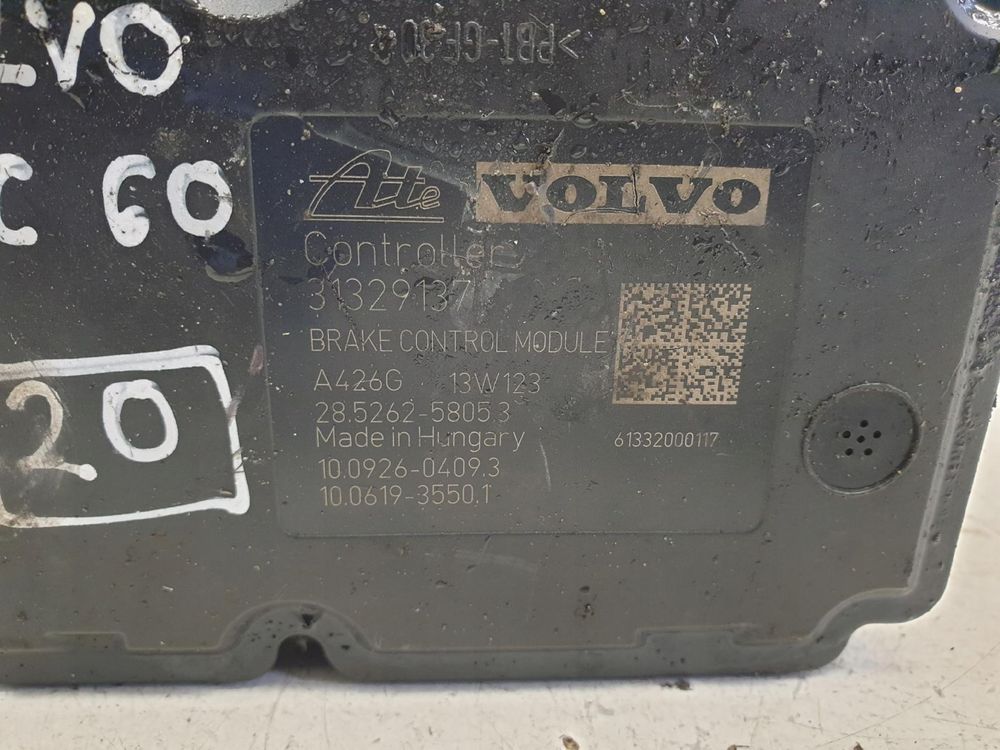 >PBT-GF30<
LVO
C 60
20
Ate VOLVO
Controller
31329137
BRAKE CONTROL MODULE
A426G 13W123
28.5262-5805.3
Made in Hungary 61332000117
10.0926-0409.3
10.0619-3550.1